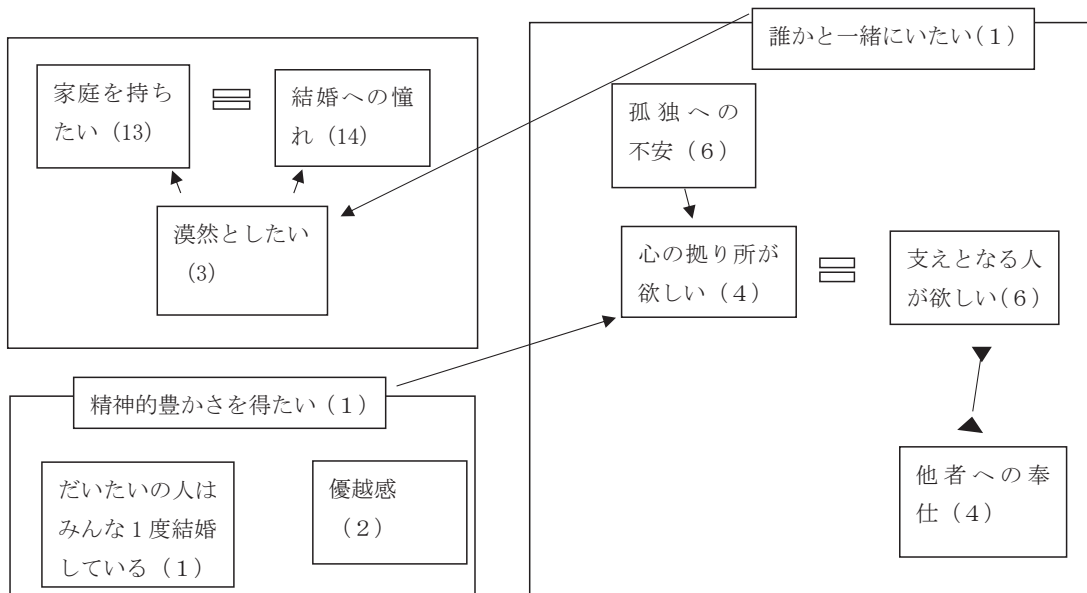 家庭を持ち
たい（13）
結婚への憧
れ（14）
漠然としたい
（3）
誰かと一緒にいたい（１）
孤独への
不安（６）
心の拠り所が
欲しい（４）
支えとなる人
が欲しい（６）
他者への奉
仕（４）
精神的豊かさを得たい（１）
だいたいの人は
みんな１度結婚
している（１）
優越感
（２）